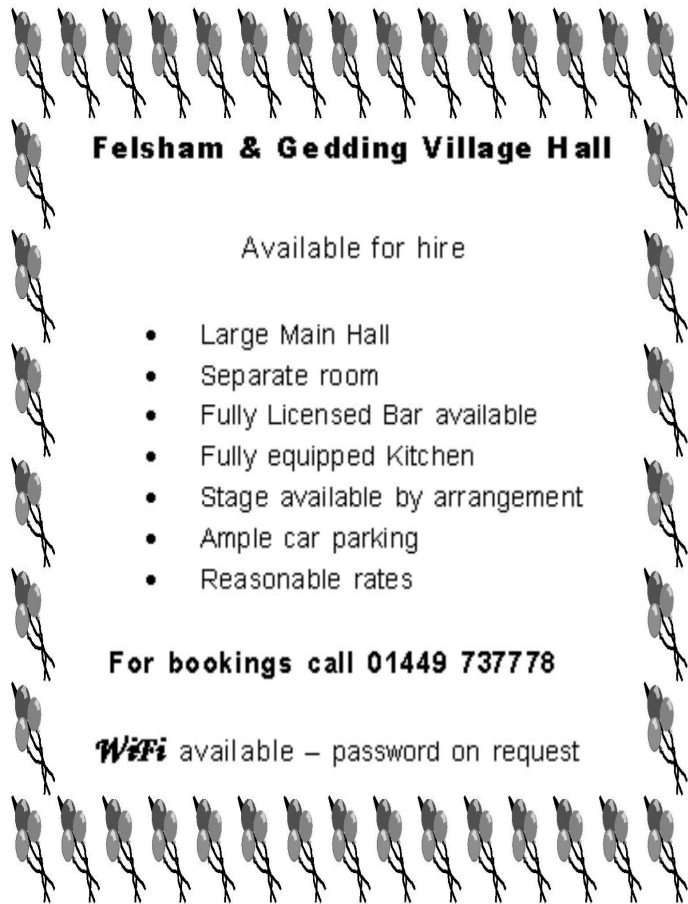 Felsham & Gedding Village Hall
Available for hire
• Large Main Hall
• Separate room
• Fully Licensed Bar available
• Fully equipped Kitchen
• Stage available by arrangement
• Ample car parking
• Reasonable rates
For bookings call 01449 737778
WiFi available – password on request